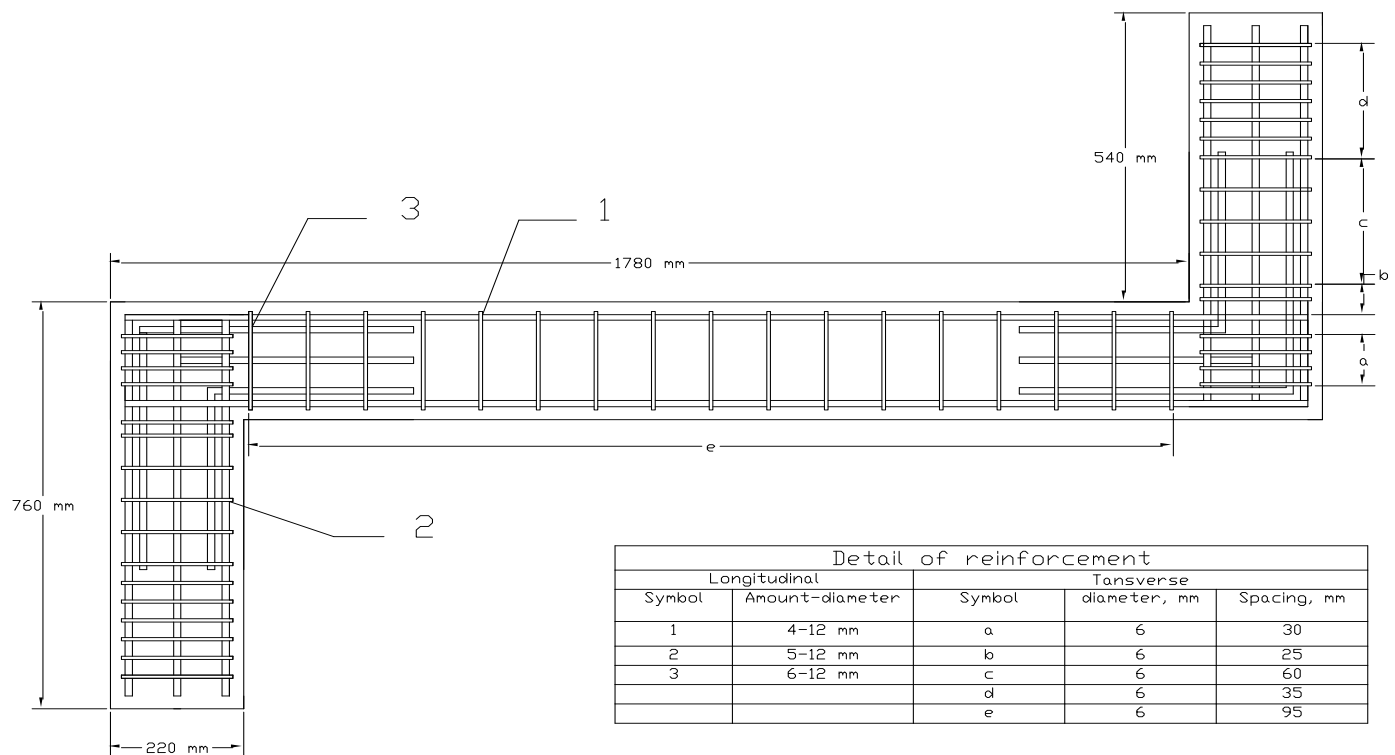 540 mm
d
c
b
a
3
1
1780 mm
e
760 mm
2
220 mm
Detail of reinforcement
Longitudinal Tansverse
Symbol Amount-diameter Symbol diameter, mm Spacing, mm
1 4-12 mm a 6 30
2 5-12 mm b 6 25
3 6-12 mm c 6 60
d 6 35
e 6 95